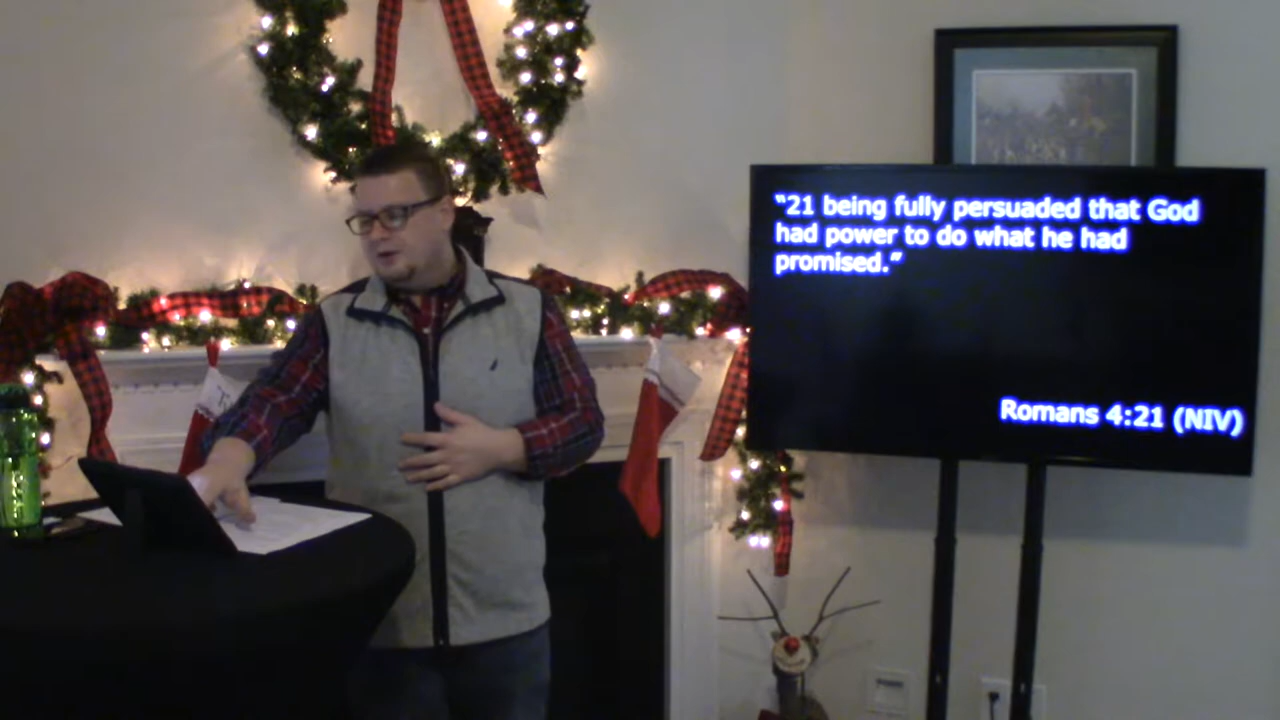 “21 being fully persuaded that God
had power to do what he had
promised.”
Romans 4:21 (NIV)